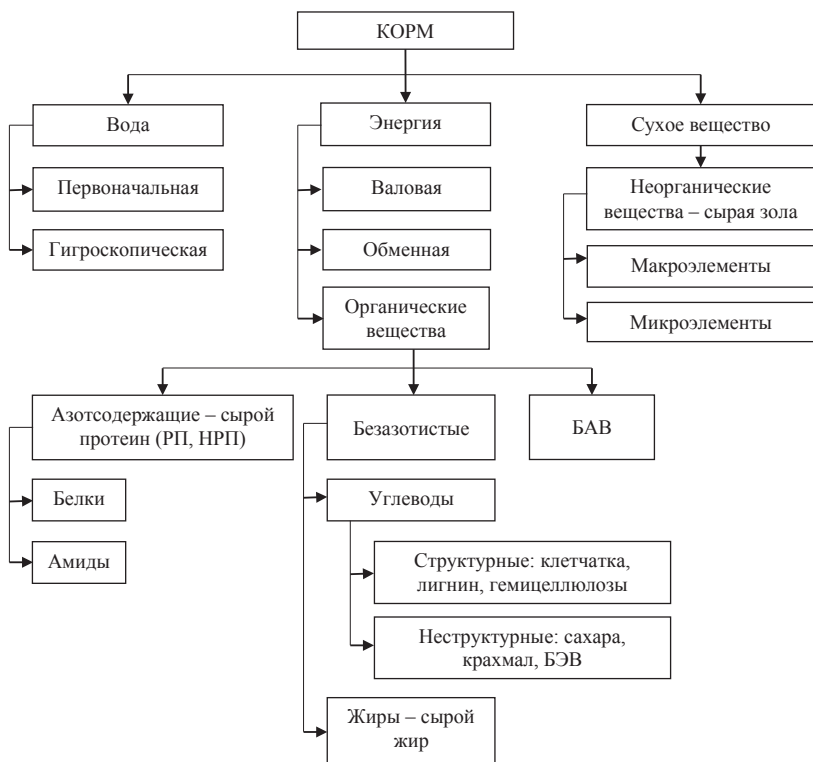 КОРМ
Вода
Энергия
Сухое вещество
Первоначальная
Валовая
Неорганические
вещества – сырая зола
Гигроскопическая
Обменная
Макроэлементы
Органические
вещества
Микроэлементы
Азотсодержащие – сырой
протеин (РП, НРП)
Безазотистые
БАВ
Белки
Углеводы
Амиды
Структурные: клетчатка,
лигнин, гемицеллюлозы
Неструктурные: сахара,
крахмал, БЭВ
Жиры – сырой
жир